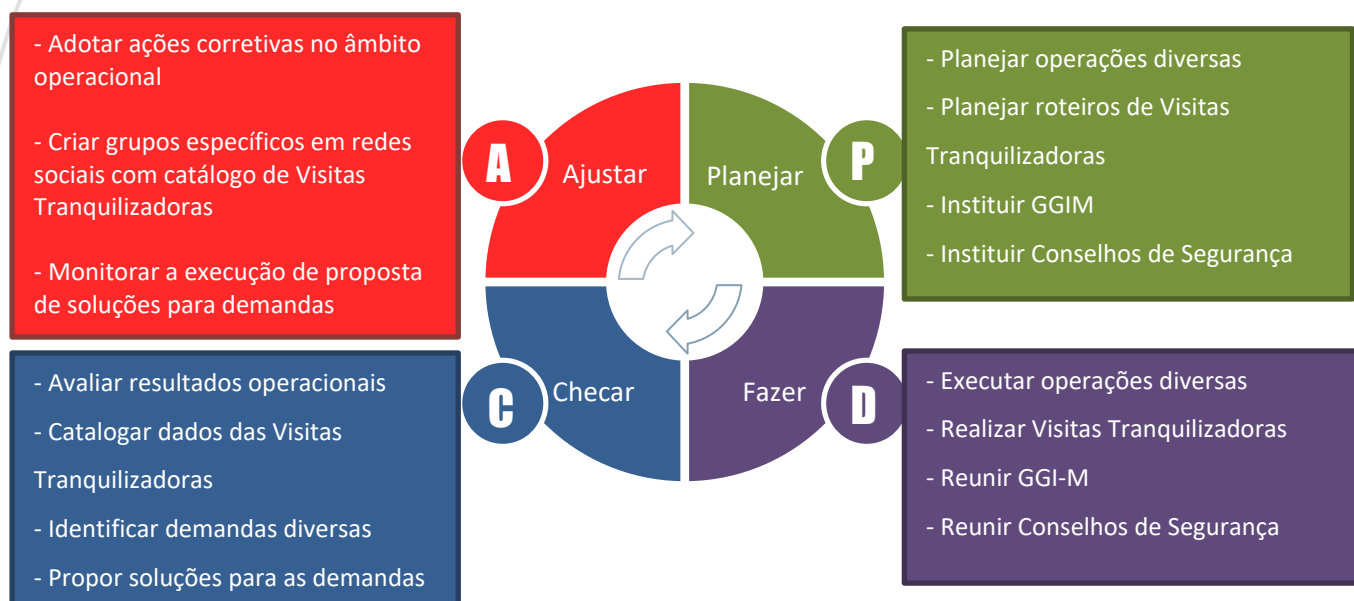 - Adotar ações corretivas no âmbito
operacional
- Criar grupos específicos em redes
sociais com catálogo de Visitas
Tranquilizadoras
- Monitorar a execução de proposta
de soluções para demandas
A
Ajustar
Planejar
P
- Planejar operações diversas
- Planejar roteiros de Visitas
Tranquilizadoras
- Instituir GGIM
- Instituir Conselhos de Segurança
- Avaliar resultados operacionais
- Catalogar dados das Visitas
Tranquilizadoras
- Identificar demandas diversas
- Propor soluções para as demandas
C
Checar
Fazer
D
- Executar operações diversas
- Realizar Visitas Tranquilizadoras
- Reunir GGI-M
- Reunir Conselhos de Segurança